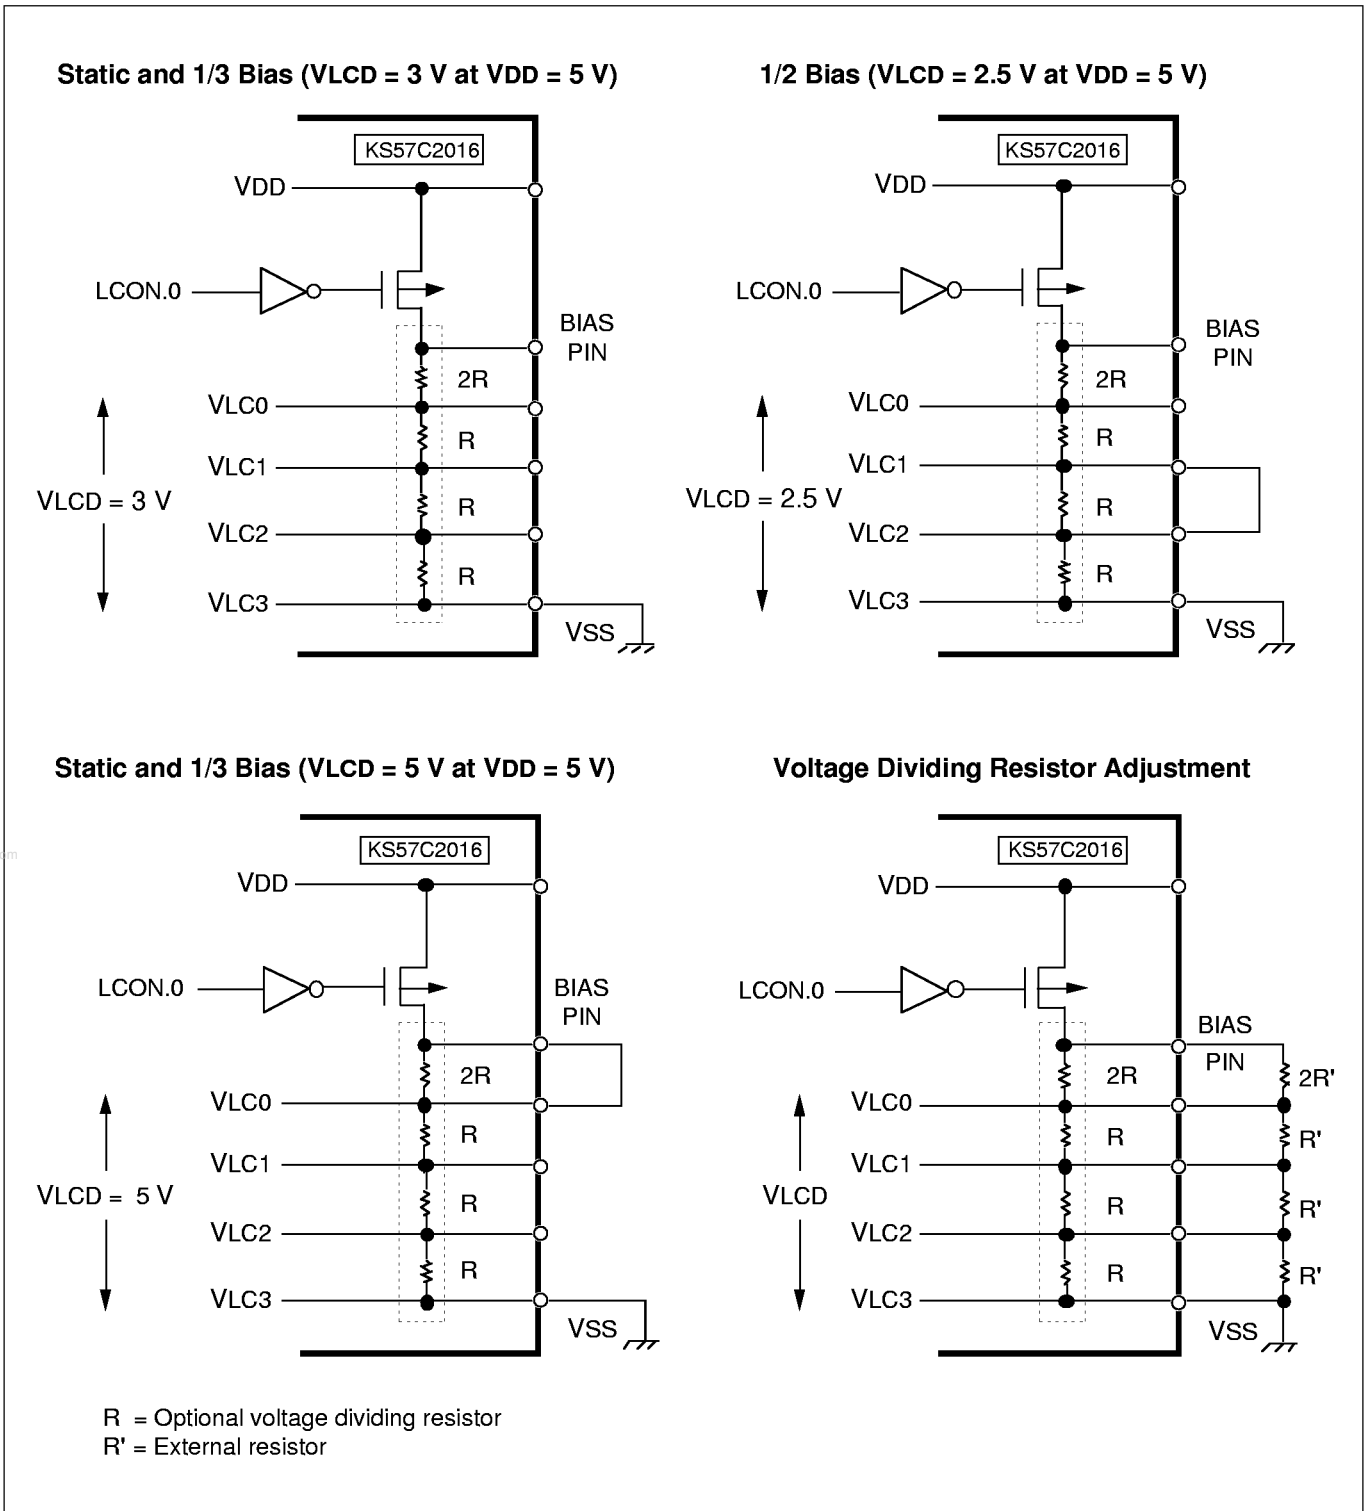 Static and 1/3 Bias (VLCD = 3 V at VDD = 5 V)
KS57C2016
VDD
LCON.0
BIAS
PIN
2R
VLC0
R
VLC1
VLCD = 3 V
R
VLC2
R
VLC3
VSS
1/2 Bias (VLCD = 2.5 V at VDD = 5 V)
KS57C2016
VDD
LCON.0
BIAS
PIN
2R
VLC0
R
VLC1
VLCD = 2.5 V
R
VLC2
R
VLC3
VSS
Static and 1/3 Bias (VLCD = 5 V at VDD = 5 V)
KS57C2016
VDD
LCON.0
BIAS
PIN
2R
VLC0
R
VLC1
VLCD = 5 V
R
VLC2
R
VLC3
VSS
Voltage Dividing Resistor Adjustment
KS57C2016
VDD
LCON.0
BIAS
PIN
2R
2R'
VLC0
R
R'
VLC1
VLCD
R
R'
VLC2
R
R'
VLC3
VSS
R = Optional voltage dividing resistor
R' = External resistor